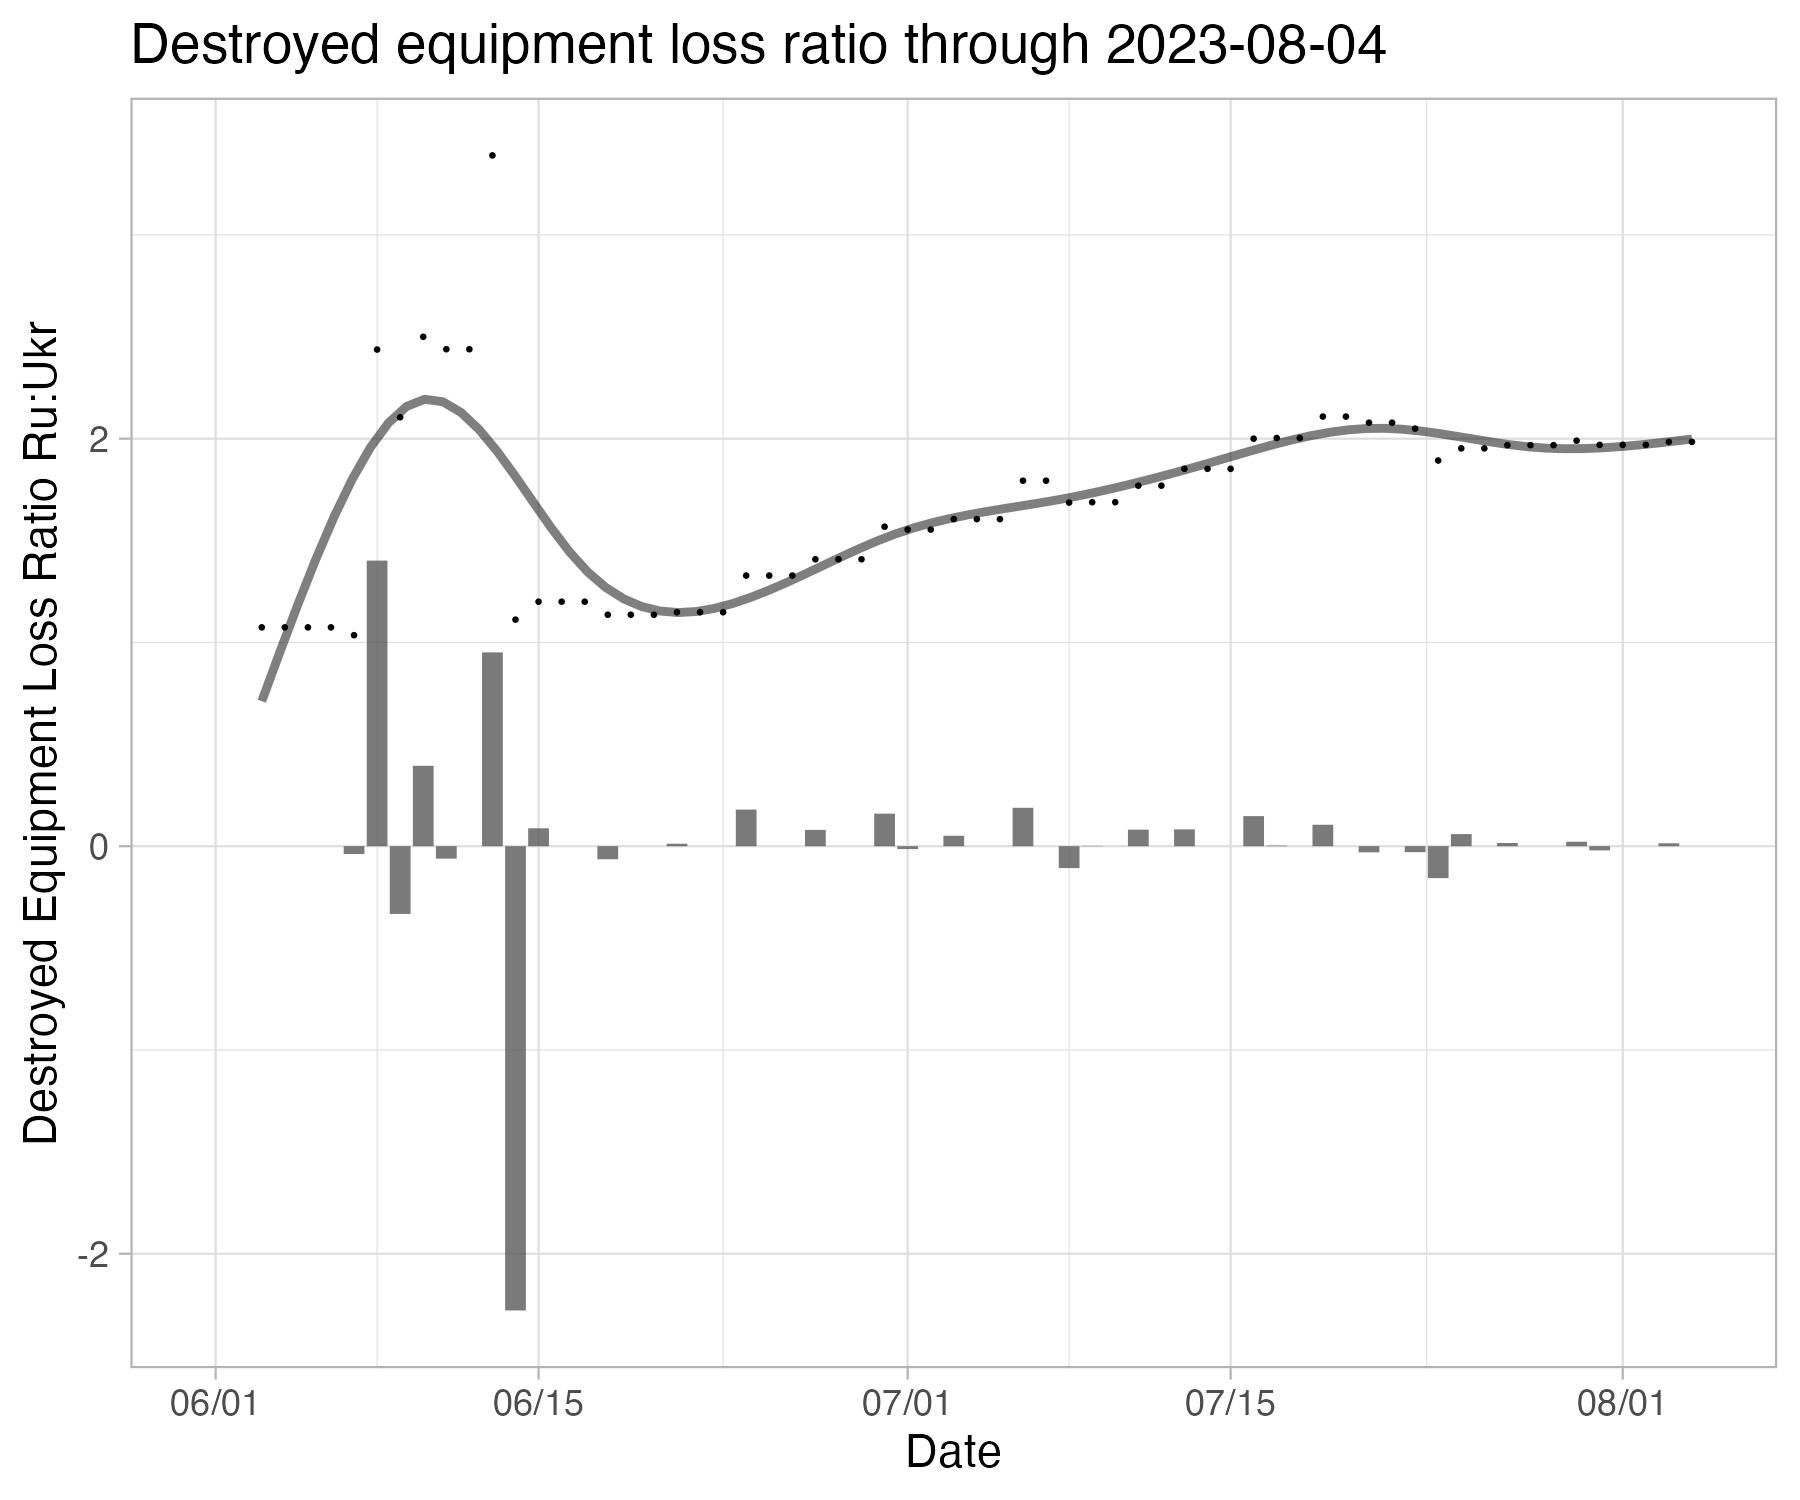 Destroyed equipment loss ratio through 2023-08-04
Destroyed Equipment Loss Ratio Ru:Ukr
2
0
-2
06/01
06/15
07/01
07/15
08/01
Date